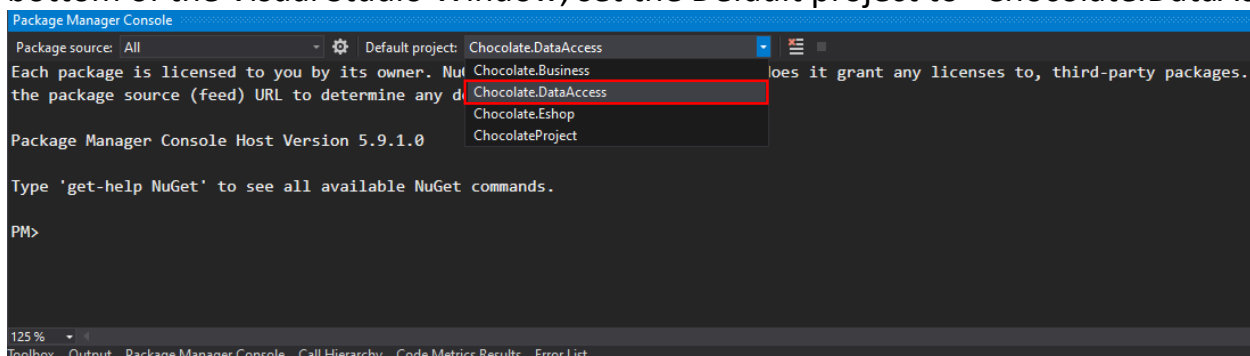 bottom of the Visual Studio Window, set the Default project to "Chocolate.DataAc
Package Manager Console
Package source: All Default project: Chocolate.DataAccess
Each package is licensed to you by its owner. Nu Chocolate.Business oes it grant any licenses to, third-party packages.
the package source (feed) URL to determine any d Chocolate.DataAccess
Chocolate.Eshop
Package Manager Console Host Version 5.9.1.0 ChocolateProject
Type 'get-help NuGet' to see all available NuGet commands.
PM>
125 %
Toolbox Output Package Manager Console Call Hierarchy Code Metrics Results Error List